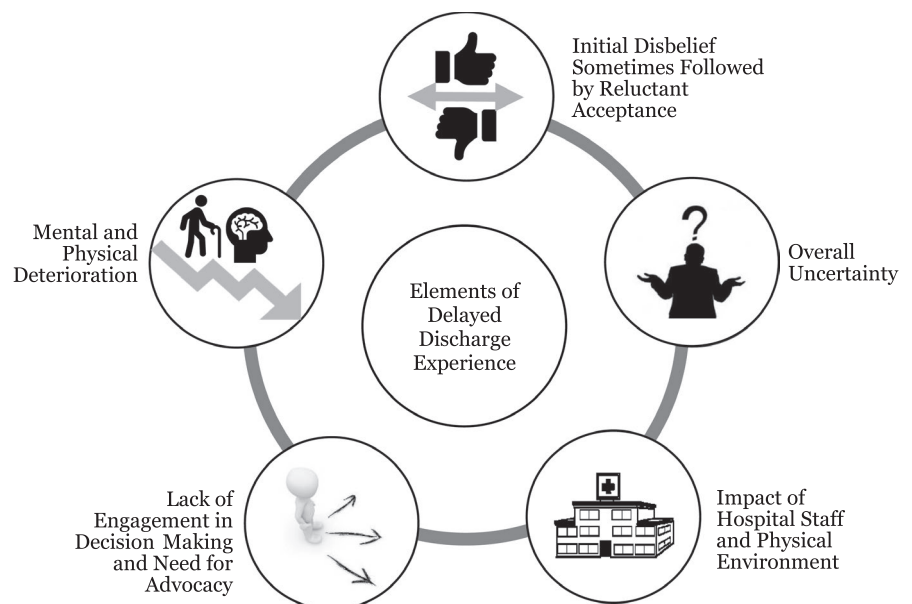 Initial Disbelief
Sometimes Followed
by Reluctant
Acceptance
?
Overall
Uncertainty
Impact of
Hospital Staff
and Physical
Environment
Lack of
Engagement in
Decision Making
and Need for
Advocacy
Mental and
Physical
Deterioration
Elements of
Delayed
Discharge
Experience